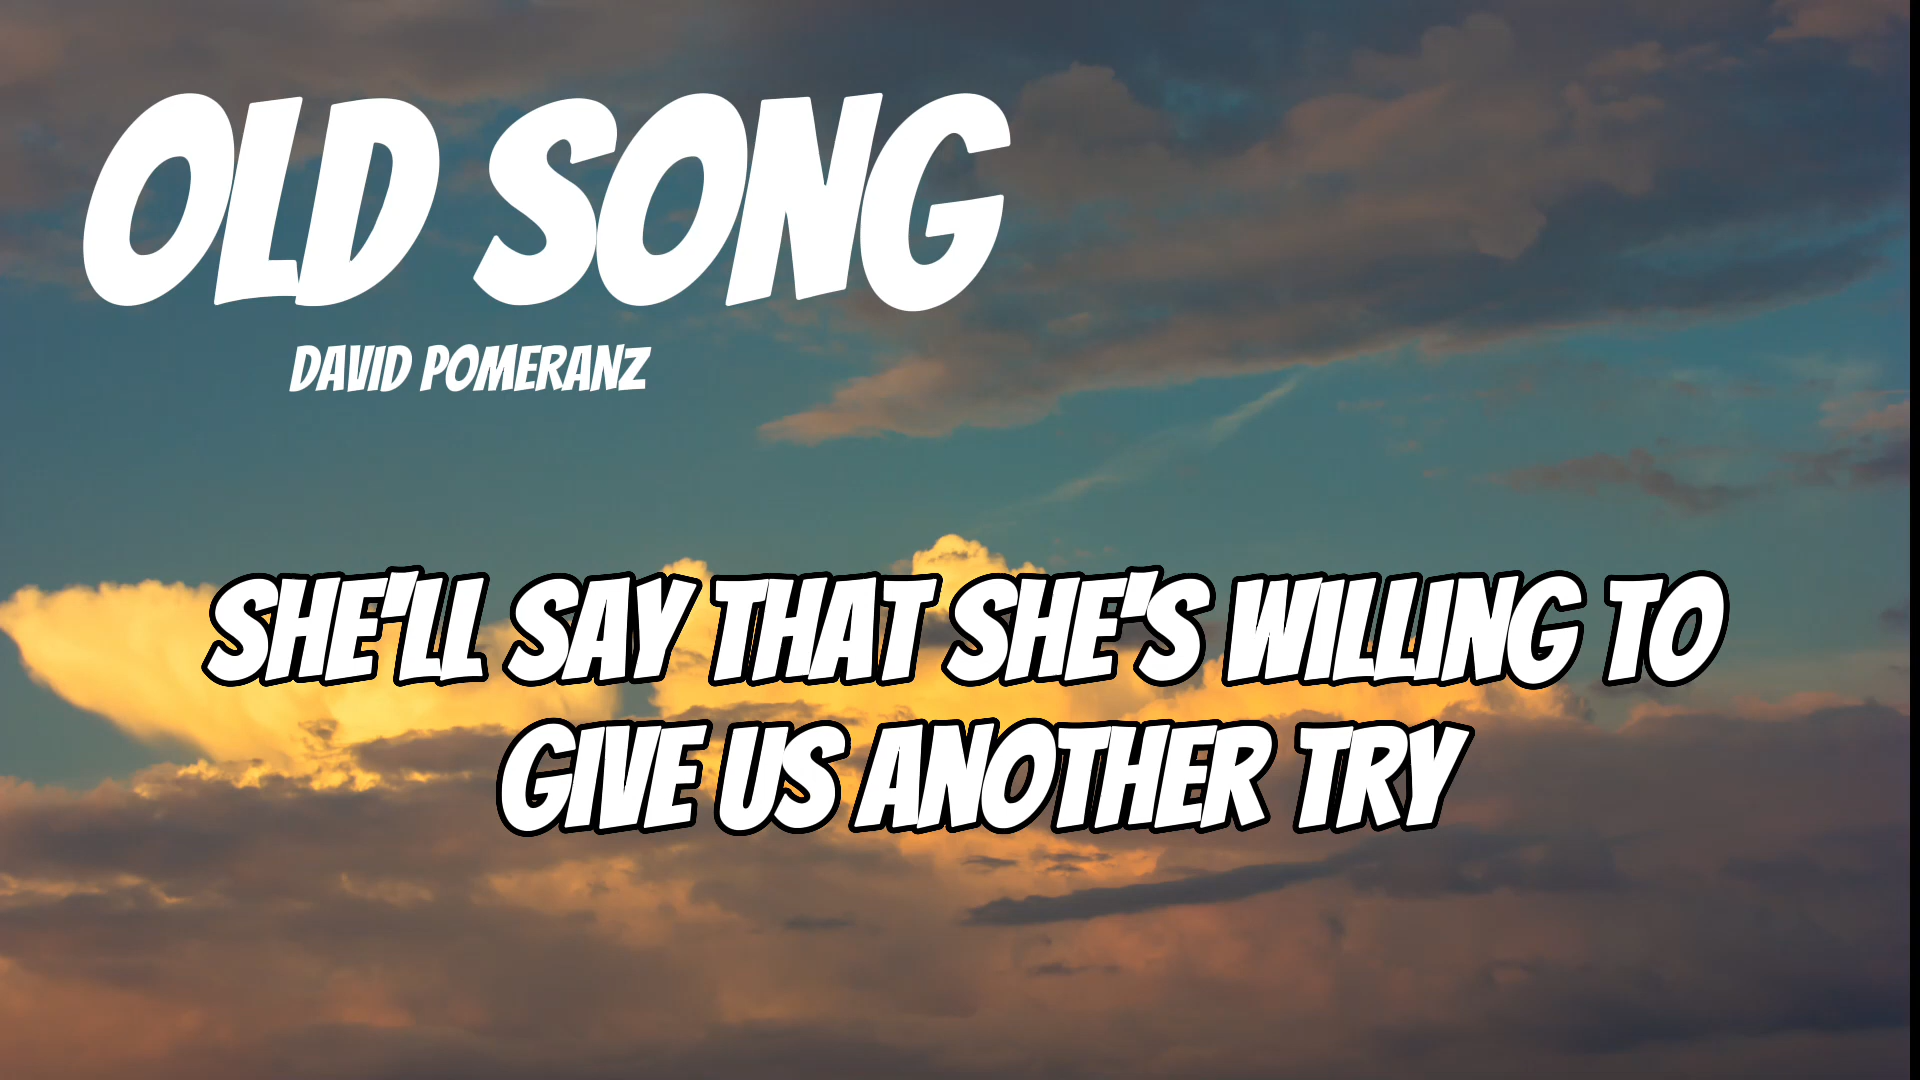 OLD SONG
DAVID POMERANZ
SHE'LL SAY THAT SHE'S WILLING TO
GIVE US ANOTHER TRY